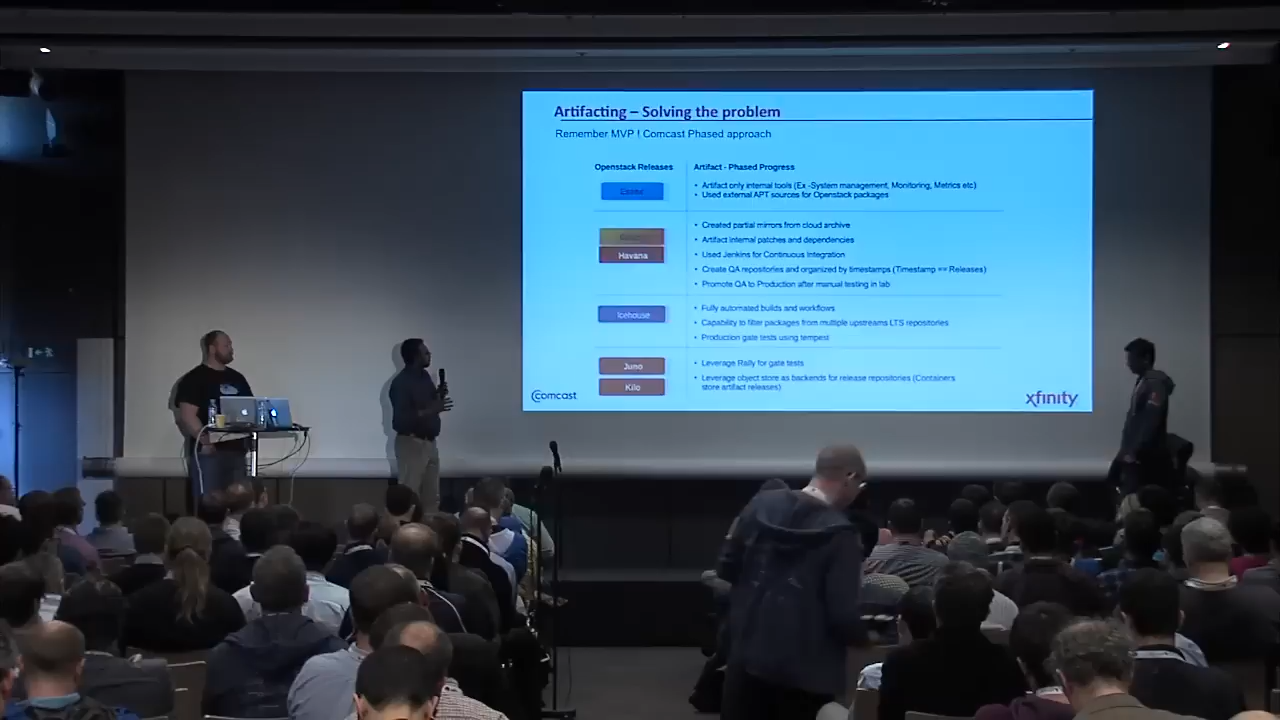 Artifacting – Solving the problem
Remember MVP ! Comcast Phased approach
Openstack Releases
Artifact - Phased Progress
• Artifact only internal tools (Ex -System management, Monitoring, Metrics etc)
• Used external APT sources for Openstack packages
• Created partial mirrors from cloud archive
• Artifact internal patches and dependencies
Havana
• Used Jenkins for Continuous Integration
• Create QA repositories and organized by timestamps (Timestamp == Releases)
• Promote QA to Production after manual testing in lab
Icehouse
• Fully automated builds and workflows
• Capability to filter packages from multiple upstreams LTS repositories
• Production gate tests using tempest
Juno
• Leverage Rally for gate tests
Kilo
• Leverage object store as backends for release repositories (Containers
store artifact releases)
comcast
xfinity